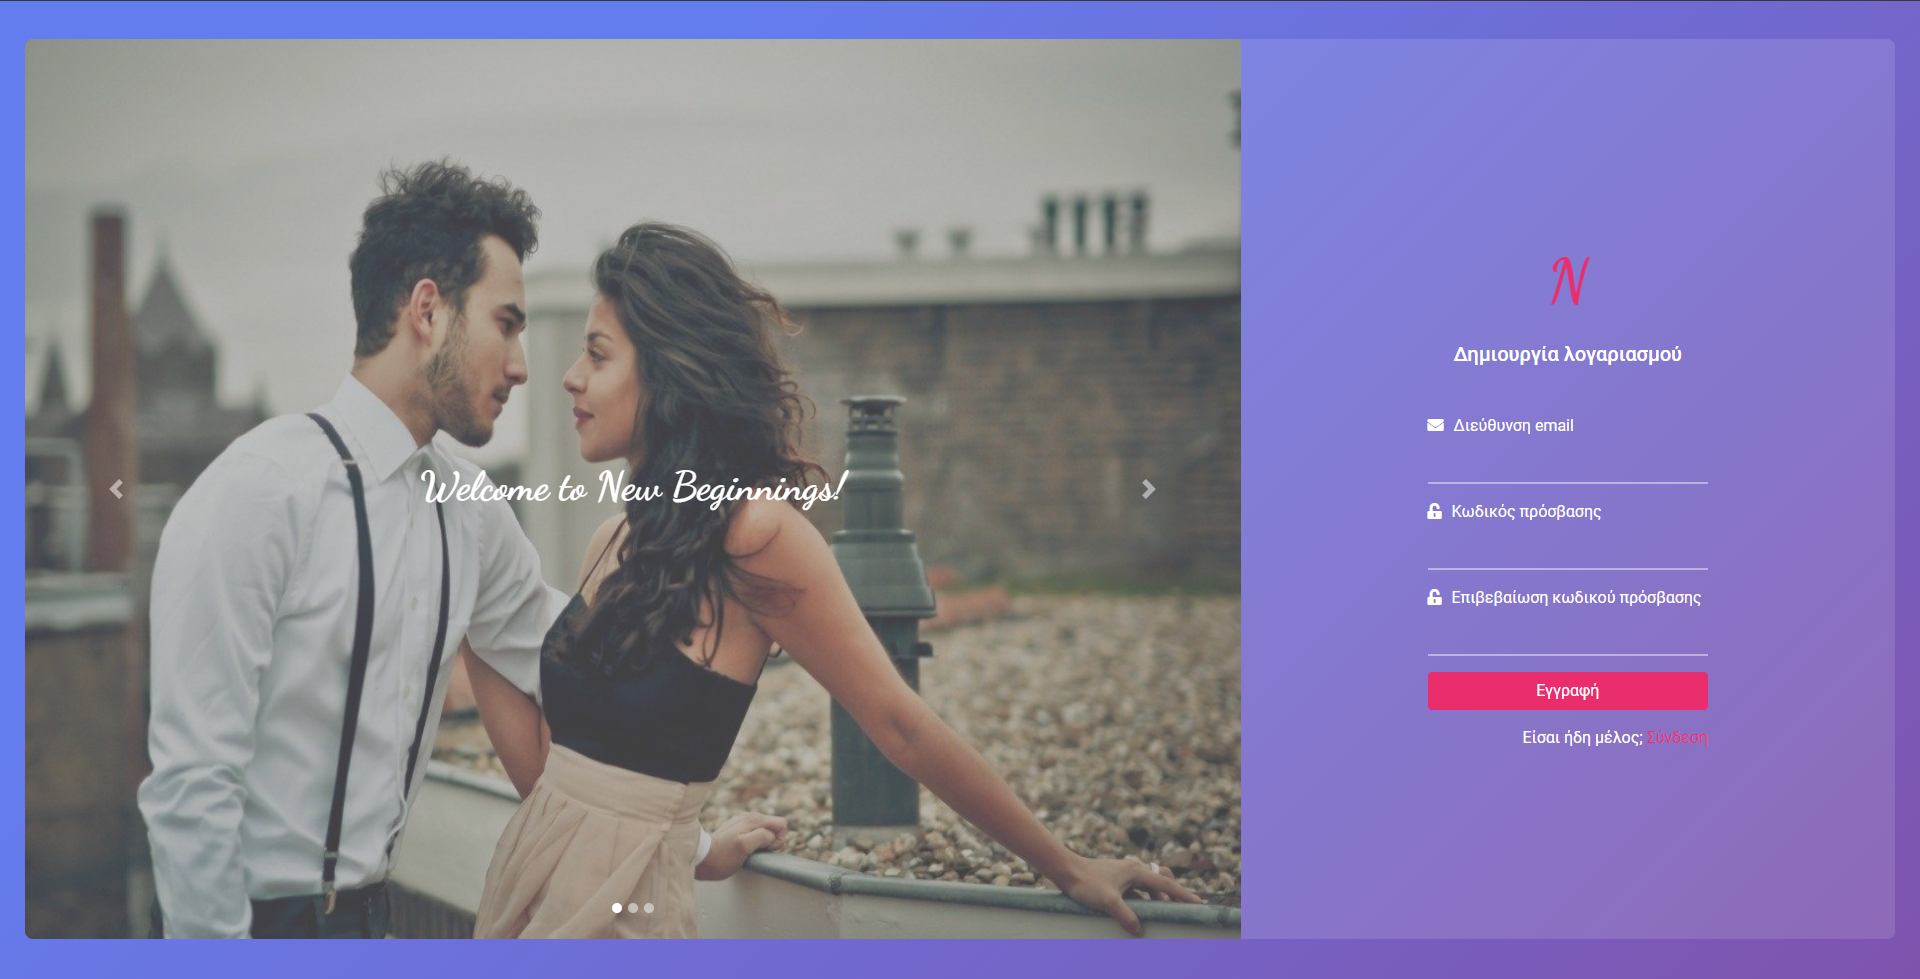 Welcome to New Beginnings!
N
Δημιουργία λογαριασμού
Διεύθυνση email
Κωδικός πρόσβασης
Επιβεβαίωση κωδικού πρόσβασης
Εγγραφή
Είσαι ήδη μέλος; Σύνδεση